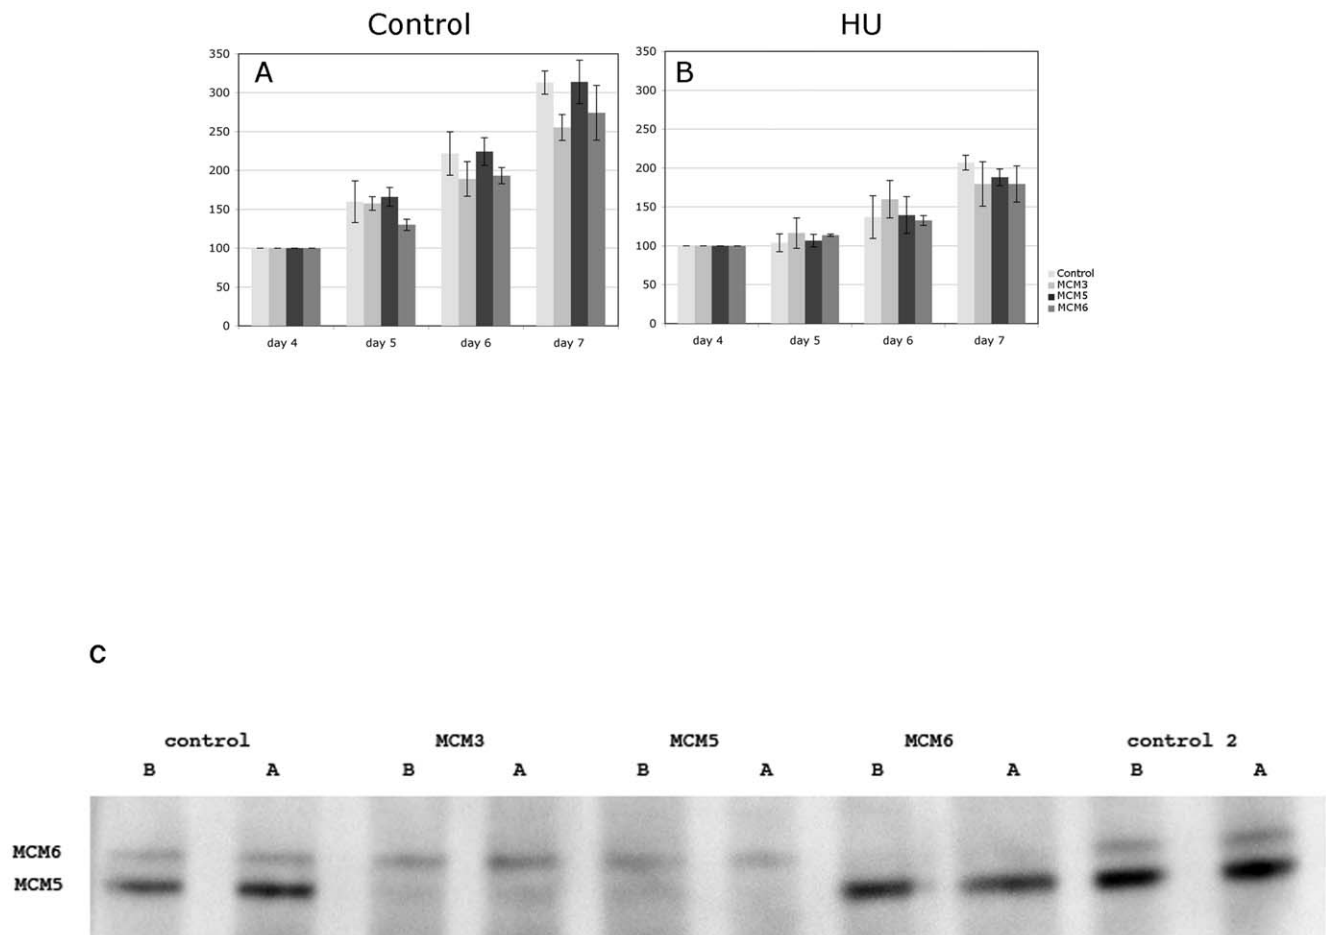 Control
HU
A
B
350
300
250
200
150
100
50
0
day 4
day 5
day 6
day 7
350
300
250
200
150
100
50
0
day 4
day 5
day 6
day 7
Control
MCM3
MCM5
MCM6
C
control MCM3 MCM5 MCM6 control 2
B A B A B A B A B A
MCM6
MCM5